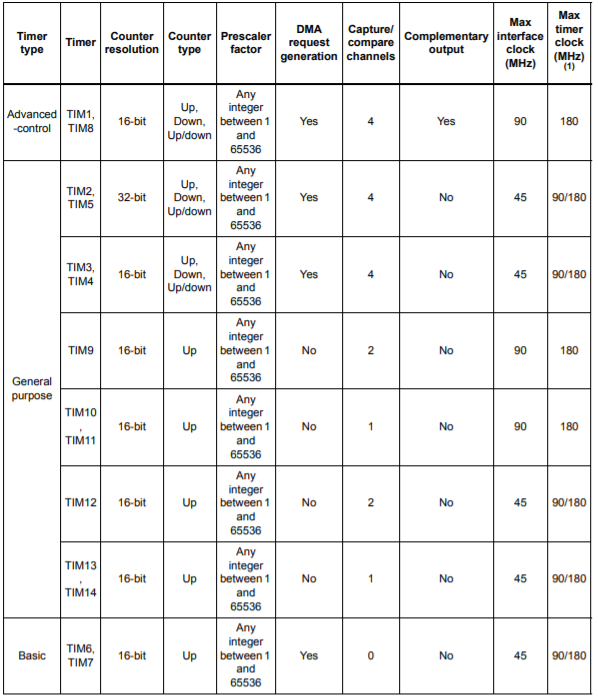 Timer type | Timer | Counter resolution | Counter type | Prescaler factor | DMA request generation | Capture/ compare channels | Complementary output | Max interface clock (MHz) | Max timer clock (MHz) (1)
Advanced -control | TIM1, TIM8 | 16-bit | Up, Down, Up/down | Any integer between 1 and 65536 | Yes | 4 | Yes | 90 | 180
General purpose | TIM2, TIM5 | 32-bit | Up, Down, Up/down | Any integer between 1 and 65536 | Yes | 4 | No | 45 | 90/180
TIM3, TIM4 | 16-bit | Up, Down, Up/down | Any integer between 1 and 65536 | Yes | 4 | No | 45 | 90/180
TIM9 | 16-bit | Up | Any integer between 1 and 65536 | No | 2 | No | 90 | 180
TIM10 , TIM11 | 16-bit | Up | Any integer between 1 and 65536 | No | 1 | No | 90 | 180
TIM12 | 16-bit | Up | Any integer between 1 and 65536 | No | 2 | No | 45 | 90/180
TIM13 , TIM14 | 16-bit | Up | Any integer between 1 and 65536 | No | 1 | No | 45 | 90/180
Basic | TIM6, TIM7 | 16-bit | Up | Any integer between 1 and 65536 | Yes | 0 | No | 45 | 90/180